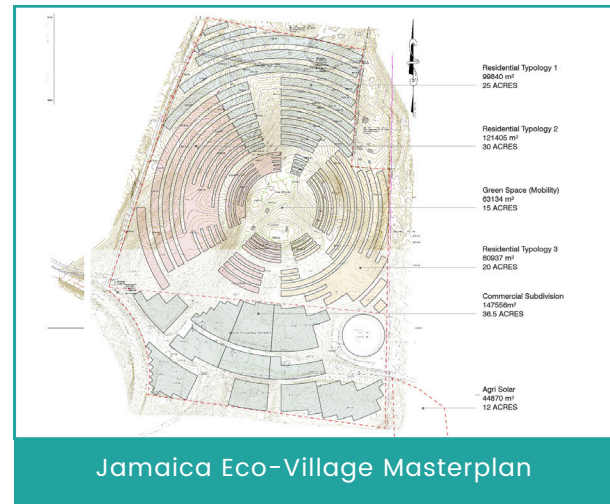 Residential Typology 1
99840 m²
25 ACRES
Residential Typology 2
121405 m²
30 ACRES
Green Space (Mobility)
63134 m²
15 ACRES
Residential Typology 3
80937 m²
20 ACRES
Commercial Subdivision
147556m²
36.5 ACRES
Agri Solar
44870 m²
12 ACRES
Jamaica Eco-Village Masterplan